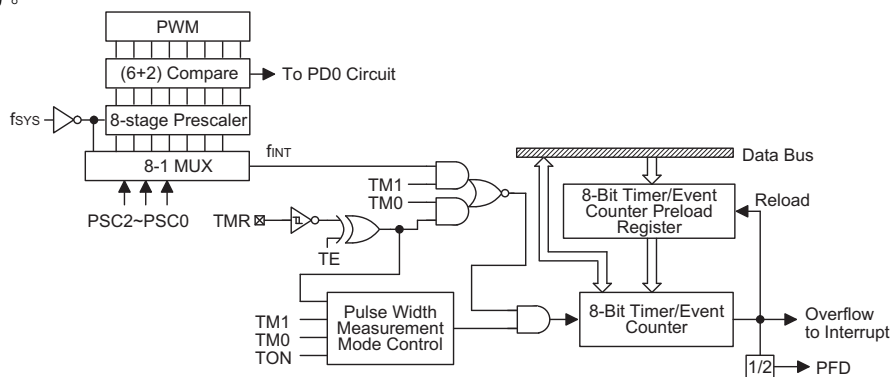 ) 。
PWM
(6+2) Compare
To PD0 Circuit
fSYS
8-stage Prescaler
8-1 MUX
fINT
PSC2~PSC0
TM1
TM0
TMR
TE
Data Bus
8-Bit Timer/Event
Counter Preload
Register
Reload
TM1
TM0
TON
Pulse Width
Measurement
Mode Control
8-Bit Timer/Event
Counter
Overflow
to Interrupt
1/2
PFD